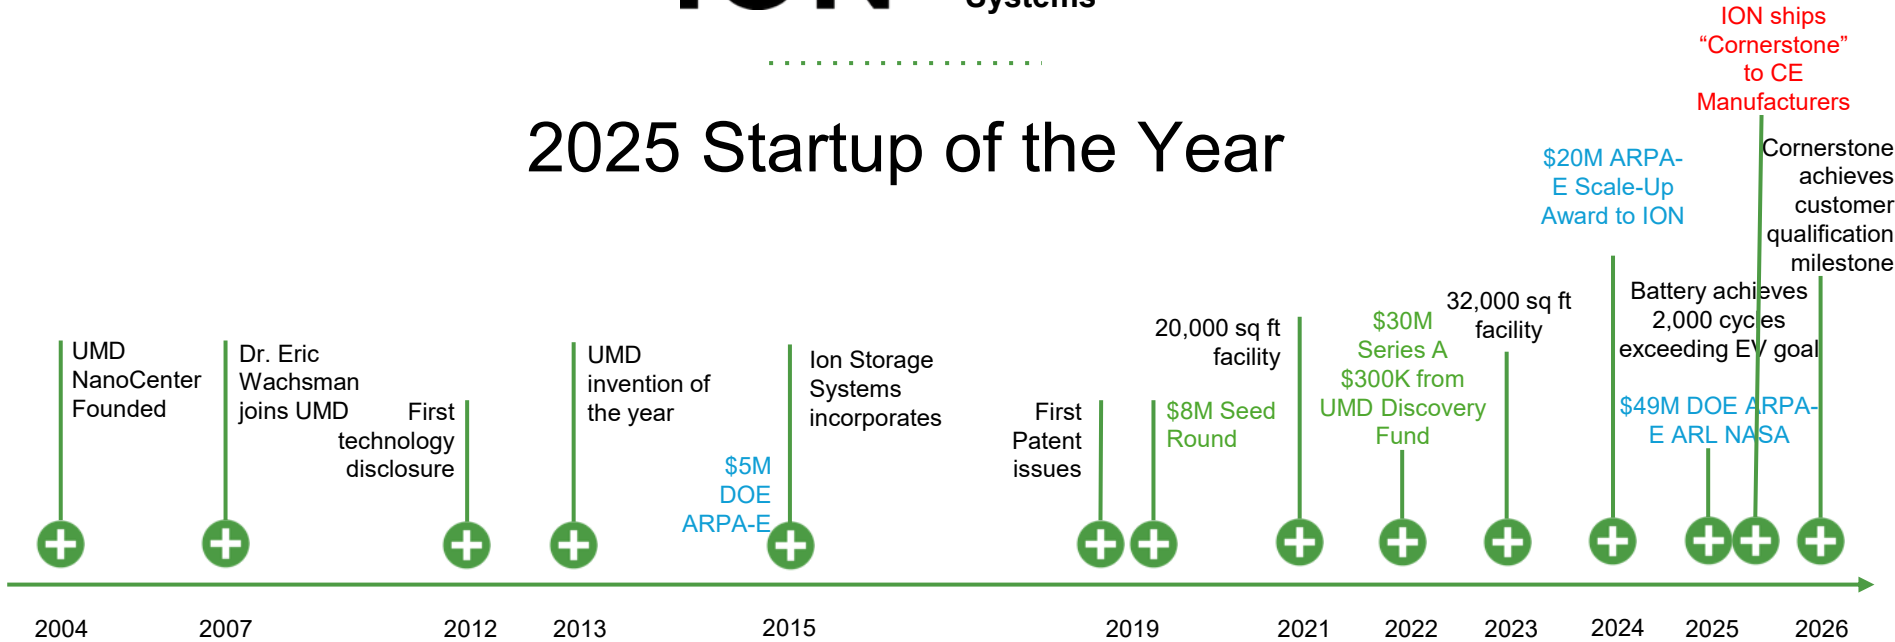 ION
Systems
2025 Startup of the Year
UMD
NanoCenter
Founded
Dr. Eric
Wachsman
joins UMD
First
technology
disclosure
UMD
invention of
the year
$5M
DOE
ARPA-E
Ion Storage
Systems
incorporates
First
Patent
issues
$8M Seed
Round
20,000 sq ft
facility
$30M
Series A
$300K from
UMD Discovery
Fund
32,000 sq ft
facility
$20M ARPA-
E Scale-Up
Award to ION
Battery achieves
2,000 cycles
exceeding EV goal
$49M DOE ARPA-
E ARL NASA
ION ships
“Cornerstone”
to CE
Manufacturers
Cornerstone
achieves
customer
qualification
milestone
2004
2007
2012
2013
2015
2019
2021
2022
2023
2024
2025
2026